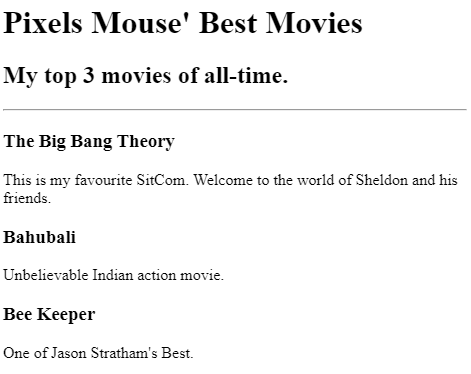 Pixels Mouse' Best Movies
My top 3 movies of all-time.
The Big Bang Theory
This is my favourite SitCom. Welcome to the world of Sheldon and his
friends.
Bahubali
Unbelievable Indian action movie.
Bee Keeper
One of Jason Stratham's Best.